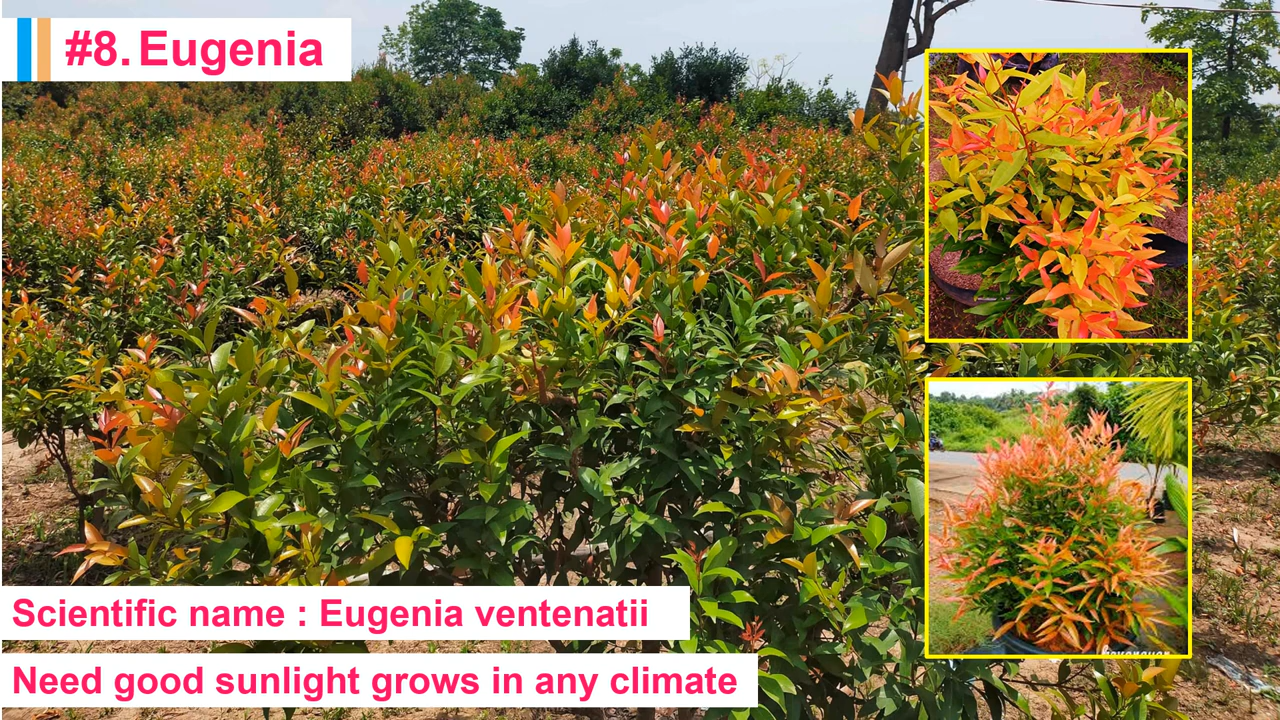 #8. Eugenia
Scientific name : Eugenia ventenatii
Need good sunlight grows in any climate